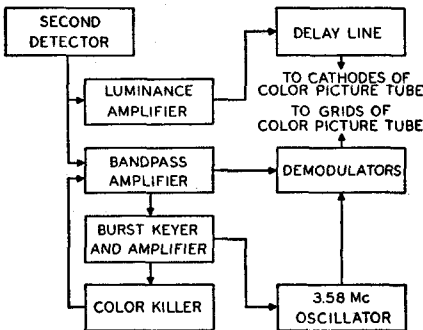 SECOND
DETECTOR
DELAY LINE
TO CATHODES OF
COLOR PICTURE TUBE
LUMINANCE
AMPLIFIER
TO GRIDS OF
COLOR PICTURE TUBE
BANDPASS
AMPLIFIER
DEMODULATORS
BURST KEYER
AND AMPLIFIER
COLOR KILLER
3.58 Mc
OSCILLATOR